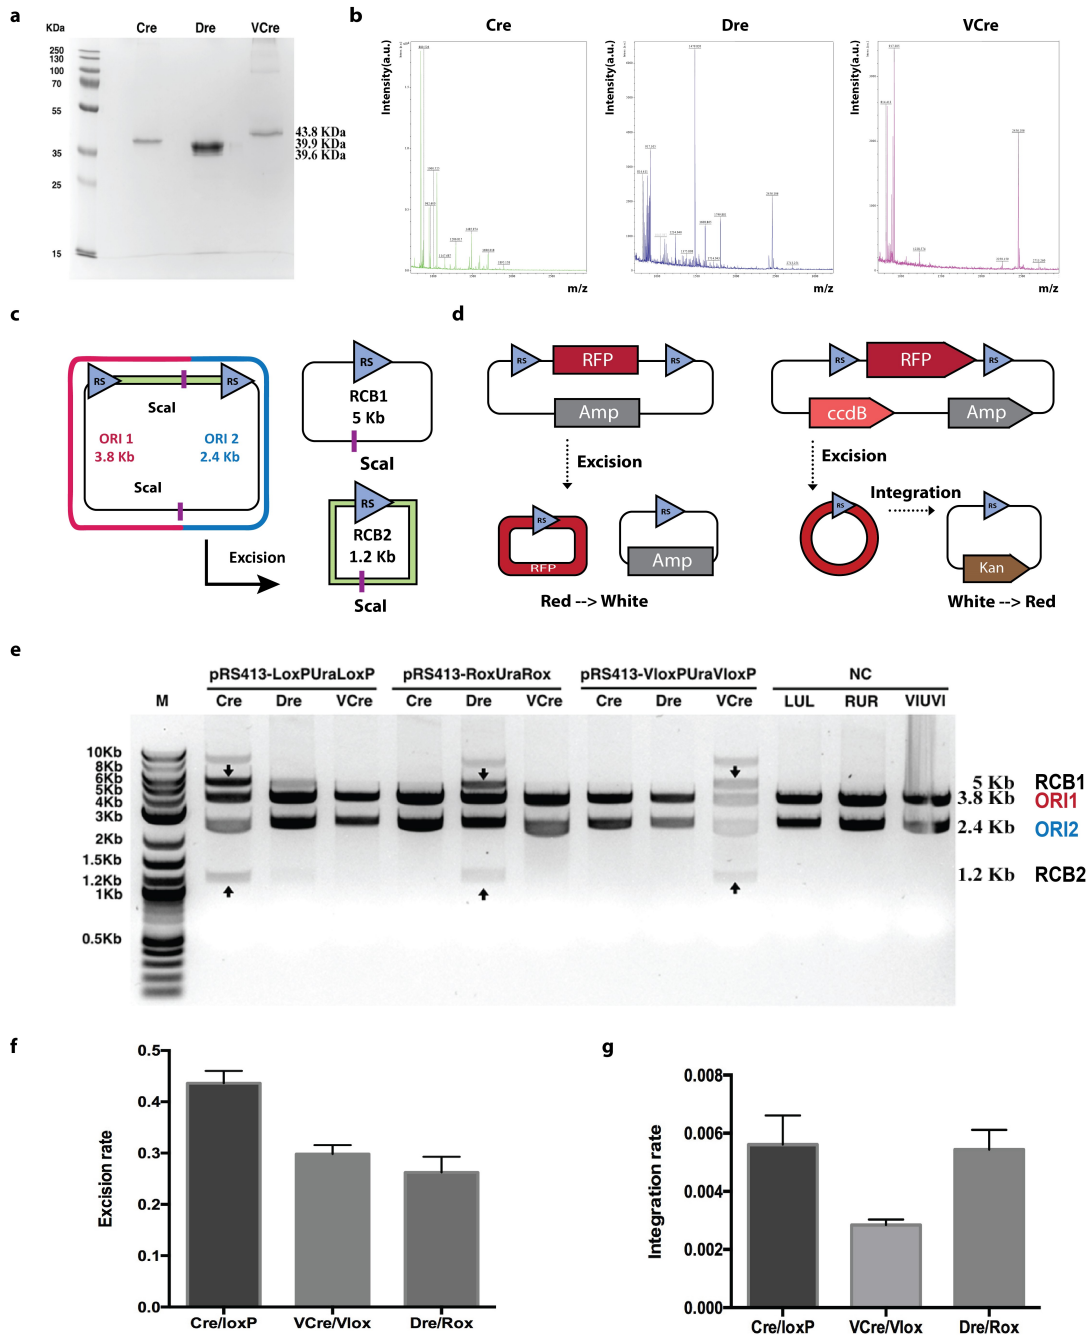 a
KDa
Cre
Dre
VCre
250
130
100
70
55
35
25
15
43.8 KDa
39.9 KDa
39.6 KDa
b
Cre
Dre
VCre
Intensity(a.u.)
Intensity(a.u.)
Intensity(a.u.)
m/z
m/z
m/z
c
RS
RS
ScaI
ORI 1
3.8 Kb
ORI 2
2.4 Kb
ScaI
Excision
RS
RCB1
5 Kb
ScaI
RS
RCB2
1.2 Kb
ScaI
d
RS
RFP
RS
Amp
Excision
RS
RFP
RS
Amp
Red --> White
RS
RFP
RS
ccdB
Amp
Excision
Integration
RS
RS
Kan
White --> Red
e
pRS413-LoxPUraLoxP
pRS413-RoxUraRox
pRS413-VloxPUraVloxP
NC
M
Cre
Dre
VCre
Cre
Dre
VCre
Cre
Dre
VCre
LUL
RUR
VlUVl
10Kb
8Kb
6Kb
5Kb
4Kb
3Kb
2Kb
1.5Kb
1.2Kb
1Kb
0.5Kb
5 Kb RCB1
3.8 Kb ORI1
2.4 Kb ORI2
1.2 Kb RCB2
f
Excision rate
0.5
0.4
0.3
0.2
0.1
0.0
Cre/loxP
VCre/Vlox
Dre/Rox
g
Integration rate
0.008
0.006
0.004
0.002
0.000
Cre/loxP
VCre/Vlox
Dre/Rox